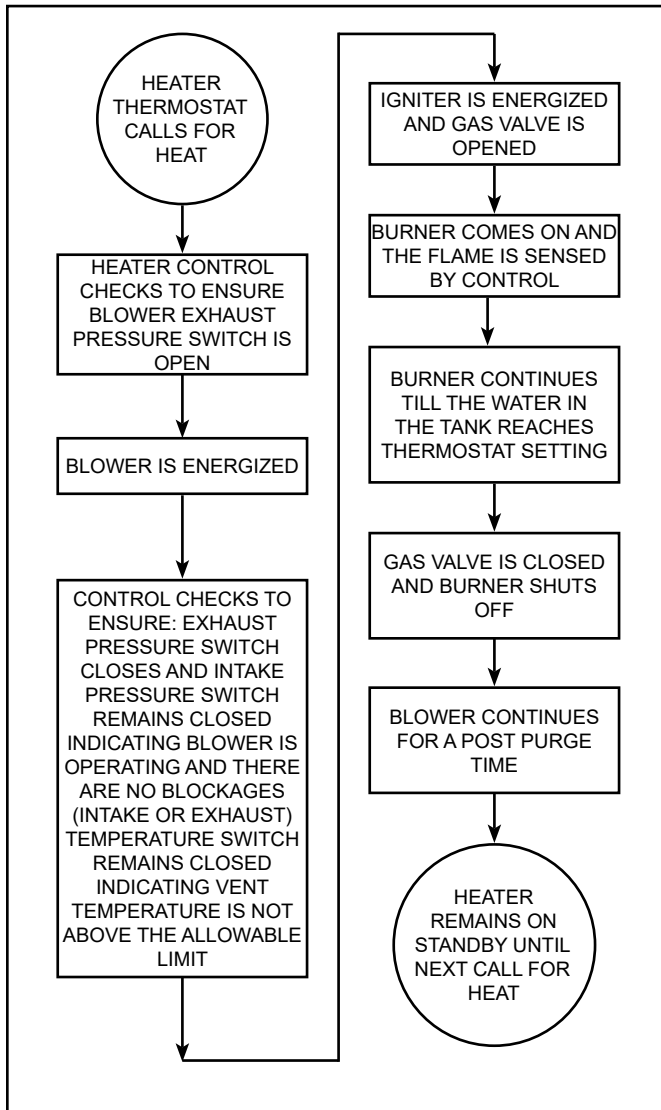 HEATER
THERMOSTAT
CALLS FOR
HEAT
HEATER CONTROL
CHECKS TO ENSURE
BLOWER EXHAUST
PRESSURE SWITCH IS
OPEN
BLOWER IS ENERGIZED
CONTROL CHECKS TO
ENSURE: EXHAUST
PRESSURE SWITCH
CLOSES AND INTAKE
PRESSURE SWITCH
REMAINS CLOSED
INDICATING BLOWER IS
OPERATING AND THERE
ARE NO BLOCKAGES
(INTAKE OR EXHAUST)
TEMPERATURE SWITCH
REMAINS CLOSED
INDICATING VENT
TEMPERATURE IS NOT
ABOVE THE ALLOWABLE
LIMIT
IGNITER IS ENERGIZED
AND GAS VALVE IS
OPENED
BURNER COMES ON AND
THE FLAME IS SENSED
BY CONTROL
BURNER CONTINUES
TILL THE WATER IN
THE TANK REACHES
THERMOSTAT SETTING
GAS VALVE IS CLOSED
AND BURNER SHUTS
OFF
BLOWER CONTINUES
FOR A POST PURGE
TIME
HEATER
REMAINS ON
STANDBY UNTIL
NEXT CALL FOR
HEAT